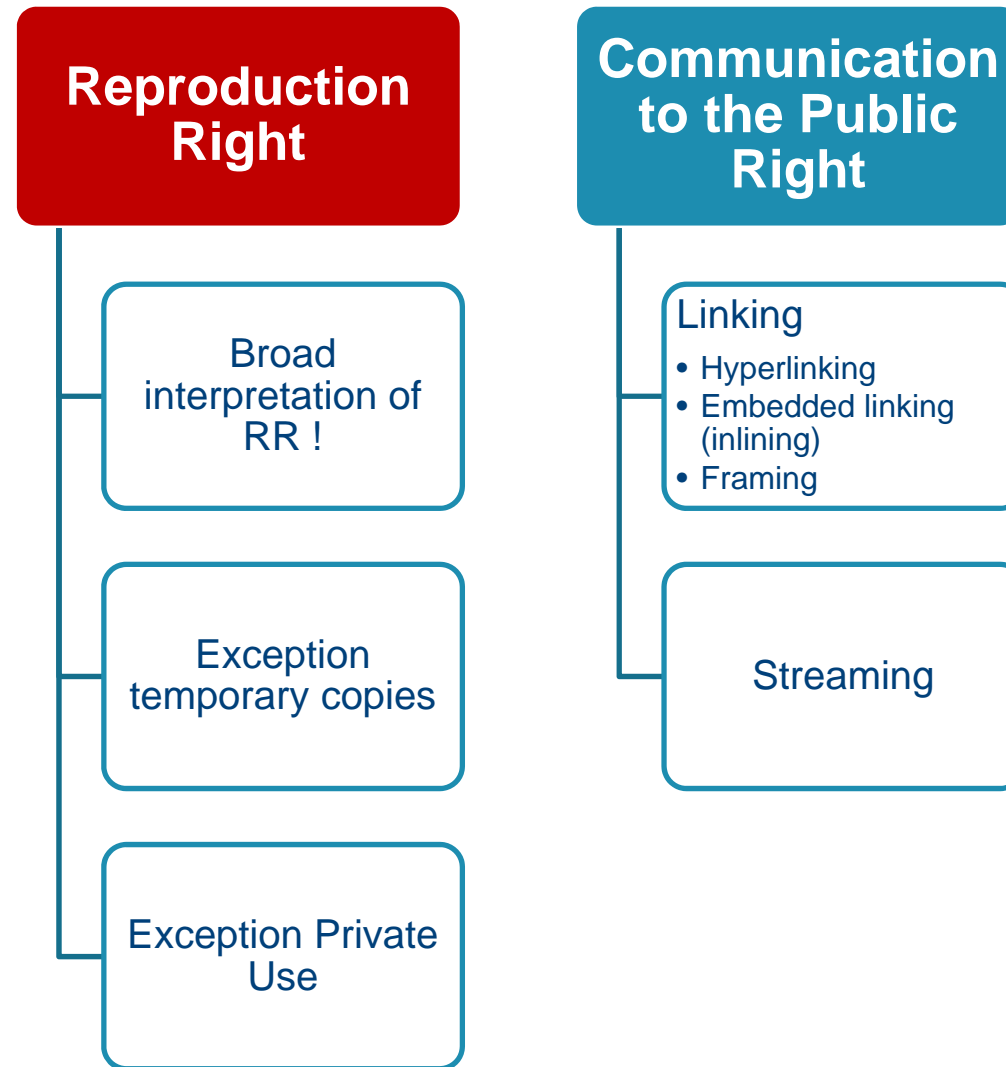 Reproduction
Right
Broad
interpretation of
RR !
Exception
temporary copies
Exception Private
Use
Communication
to the Public
Right
Linking
• Hyperlinking
• Embedded linking
(inlining)
• Framing
Streaming